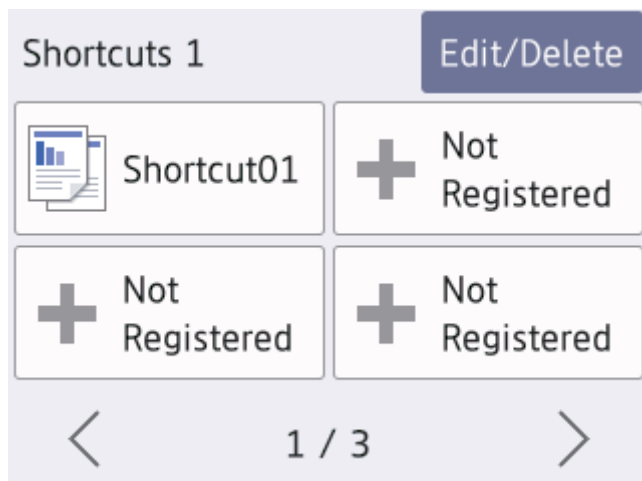 Shortcuts 1
Edit/Delete
Shortcut01
Not
Registered
Not
Registered
Not
Registered
1 / 3